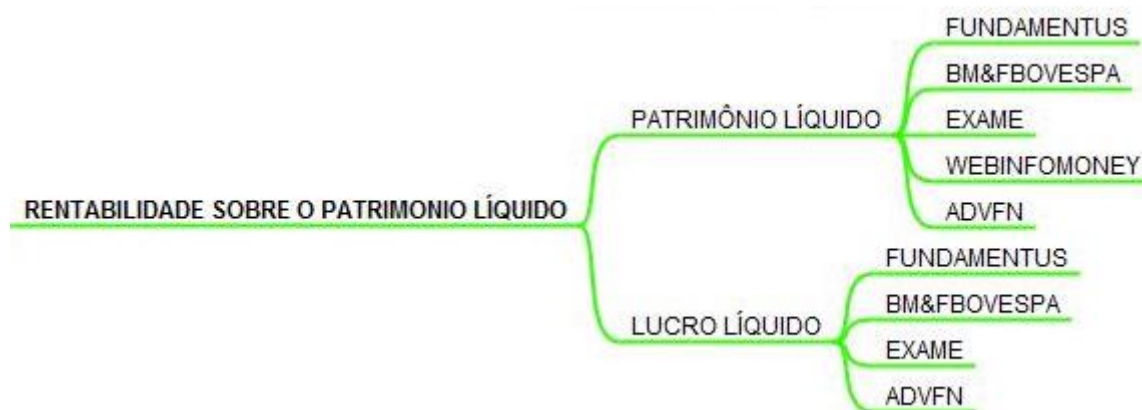 RENTABILIDADE SOBRE O PATRIMONIO LÍQUIDO
PATRIMÔNIO LÍQUIDO
FUNDAMENTUS
BM&FBOVESPA
EXAME
WEBINFOMONEY
ADVFN
LUCRO LÍQUIDO
FUNDAMENTUS
BM&FBOVESPA
EXAME
ADVFN